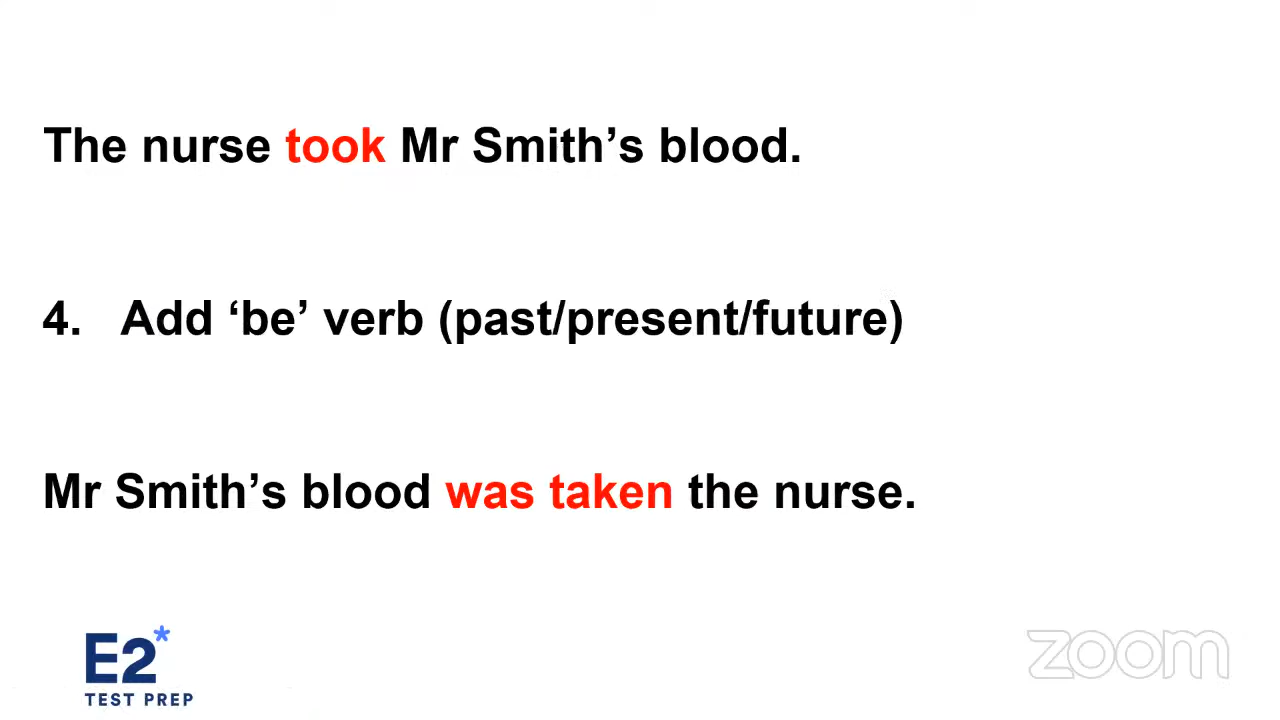 The nurse took Mr Smith’s blood.
4. Add ‘be’ verb (past/present/future)
Mr Smith’s blood was taken the nurse.
E2*
TEST PREP
zoom